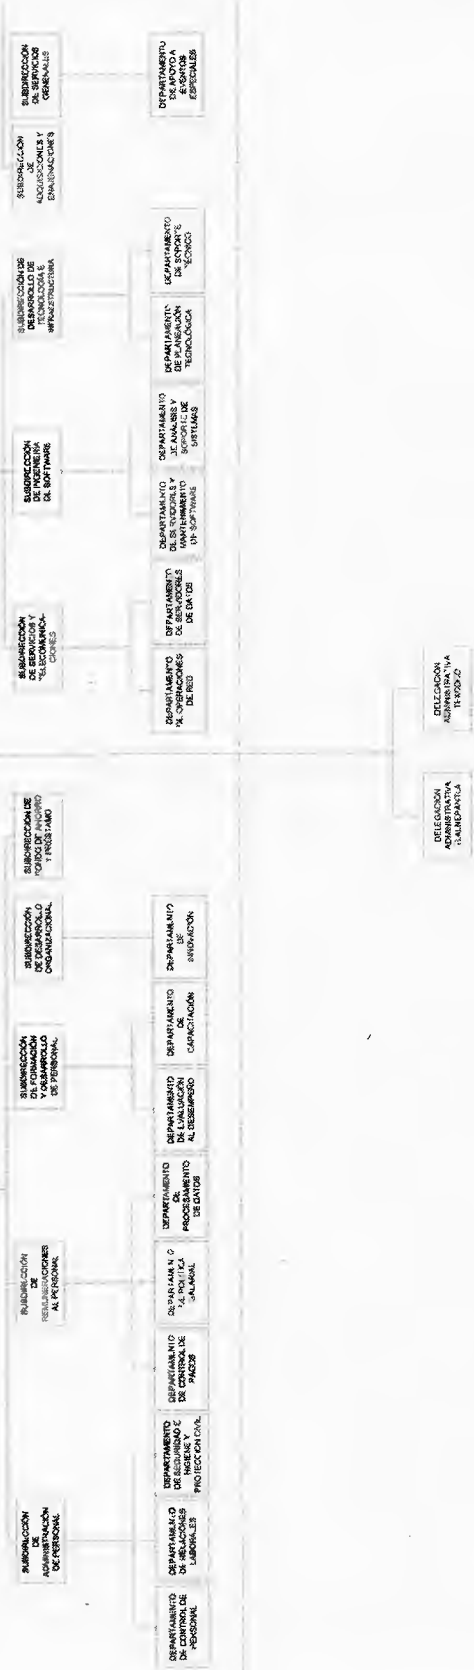 SUBDIRECCIÓN
DE
ADMINISTRACIÓN
DE PERSONAL
SUBDIRECCIÓN
DE
REMUNERACIONES
AL PERSONAL
SUBDIRECCIÓN
DE FORMACIÓN
Y DESARROLLO
DE PERSONAL
SUBDIRECCIÓN
DE DESARROLLO
ORGANIZACIONAL
SUBDIRECCIÓN DE
FONDO DE AHORRO
Y PRÉSTAMO
SUBDIRECCIÓN
DE SERVICIOS Y
TELECOMUNICA-
CIONES
SUBDIRECCIÓN
DE INGENIERIA
DE SOFTWARE
SUBDIRECCIÓN DE
DESARROLLO DE
TECNOLOGÍA E
INFRAESTRUCTURA
SUBDIRECCIÓN
DE
ADQUISICIONES Y
ENAJENACIONES
SUBDIRECCIÓN
DE SERVICIOS
GENERALES
DEPARTAMENTO
DE CONTROL DE
PERSONAL
DEPARTAMENTO
DE RELACIONES
LABORALES
DEPARTAMENTO
DE SEGURIDAD E
HIGIENE Y
PROTECCIÓN CIVIL
DEPARTAMENTO
DE CONTROL DE
PAGOS
DEPARTAMENTO
DE POLÍTICA
SALARIAL
DEPARTAMENTO
DE
PROCESAMIENTO
DE DATOS
DEPARTAMENTO
DE EVALUACIÓN
AL DESEMPEÑO
DEPARTAMENTO
DE
CAPACITACIÓN
DEPARTAMENTO
DE
INNOVACIÓN
DEPARTAMENTO
DE OPERACIONES
DE RED
DEPARTAMENTO
DE SERVIDORES
DE DATOS
DEPARTAMENTO
DE SERVIDORES Y
MANTENIMIENTO
DE SOFTWARE
DEPARTAMENTO
DE ANÁLISIS Y
SOPORTE DE
SISTEMAS
DEPARTAMENTO
DE PLANEACIÓN
TECNOLÓGICA
DEPARTAMENTO
DE SOPORTE
TÉCNICO
DEPARTAMENTO
DE APOYO A
EVENTOS
ESPECIALES
DELEGACIÓN
ADMINISTRATIVA
TLALNEPANTLA
DELEGACIÓN
ADMINISTRATIVA
TEXCOCO